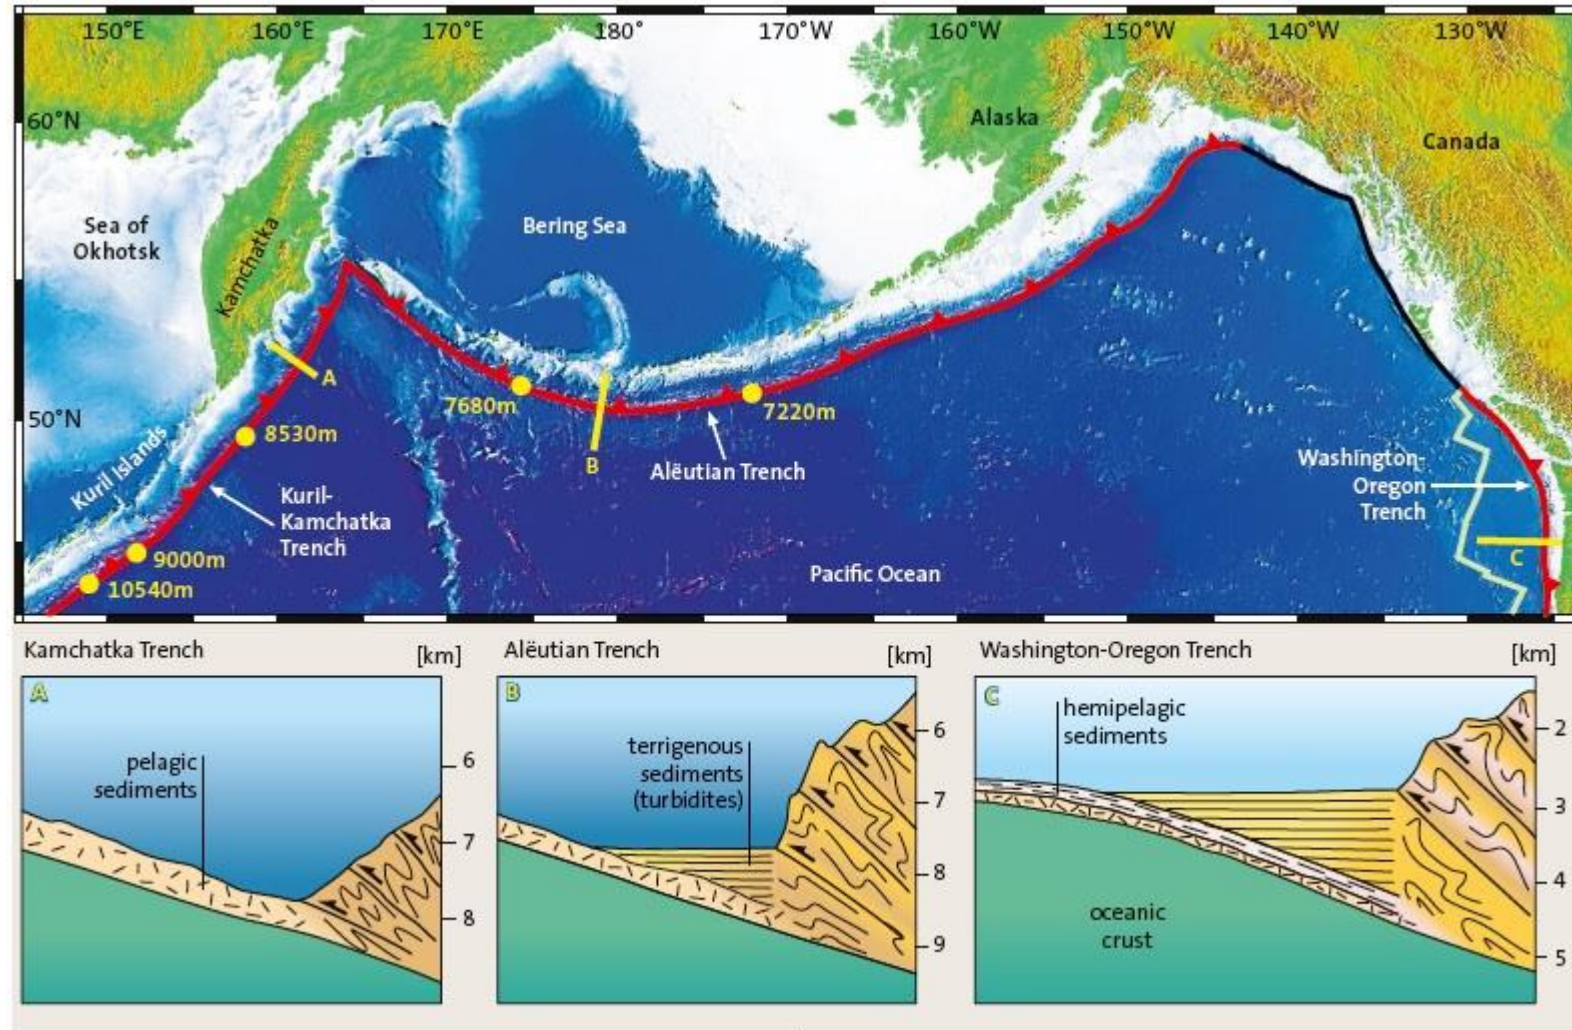 150°E 160°E 170°E 180° 170°W 160°W 150°W 140°W 130°W
60°N
Alaska
Canada
Sea of
Okhotsk
Kamchatka
Bering Sea
A
7680m
7220m
50°N
8530m
B
Alëutian Trench
Washington-
Oregon
Trench
Kuril Islands
Kuril-
Kamchatka
Trench
9000m
10540m
Pacific Ocean
C
Kamchatka Trench [km]
A
pelagic
sediments
6
7
8
Alëutian Trench [km]
B
terrigenous
sediments
(turbidites)
6
7
8
9
Washington-Oregon Trench [km]
C
hemipelagic
sediments
oceanic
crust
2
3
4
5